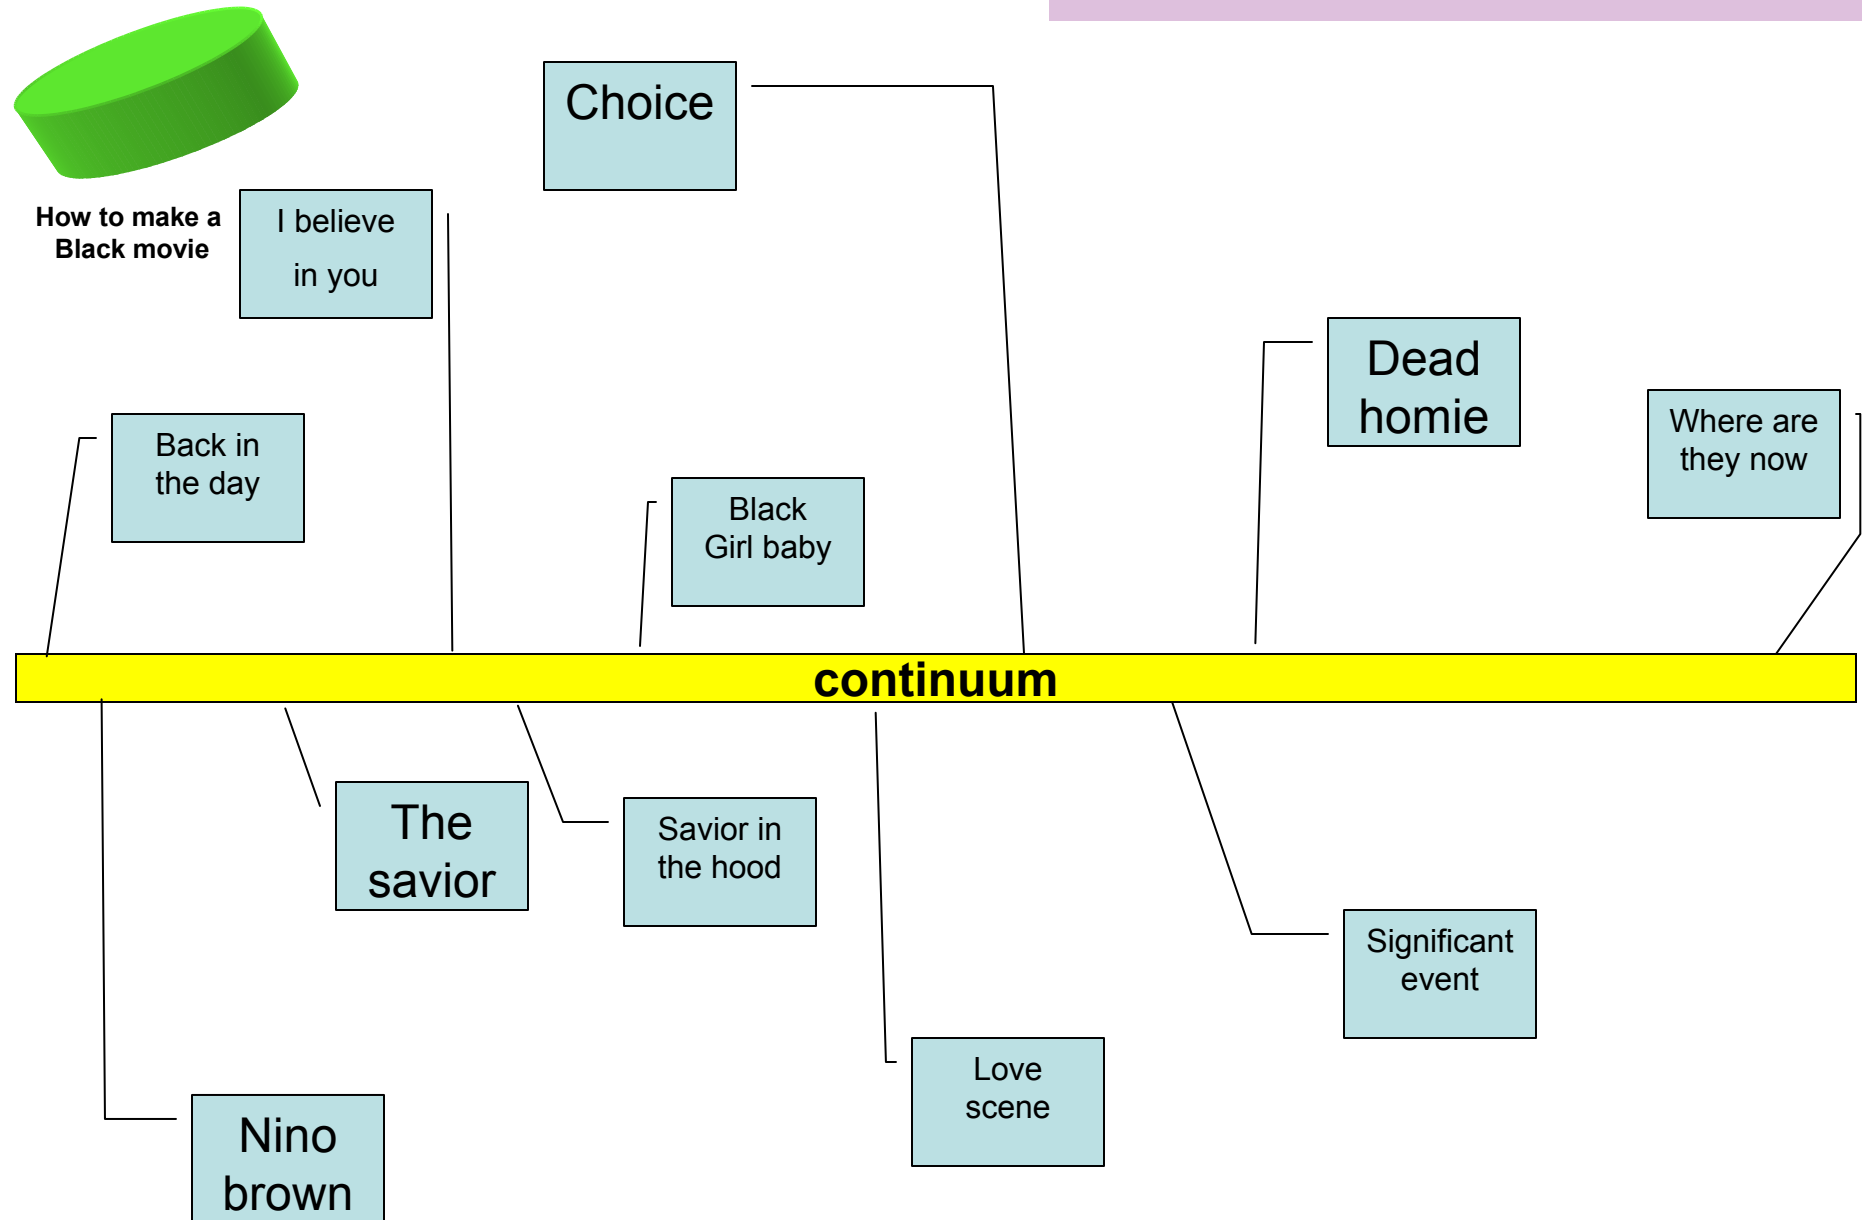 Choice
How to make a
Black movie
I believe
in you
Dead
homie
Where are
they now
Back in
the day
Black
Girl baby
continuum
The
savior
Savior in
the hood
Significant
event
Love
scene
Nino
brown